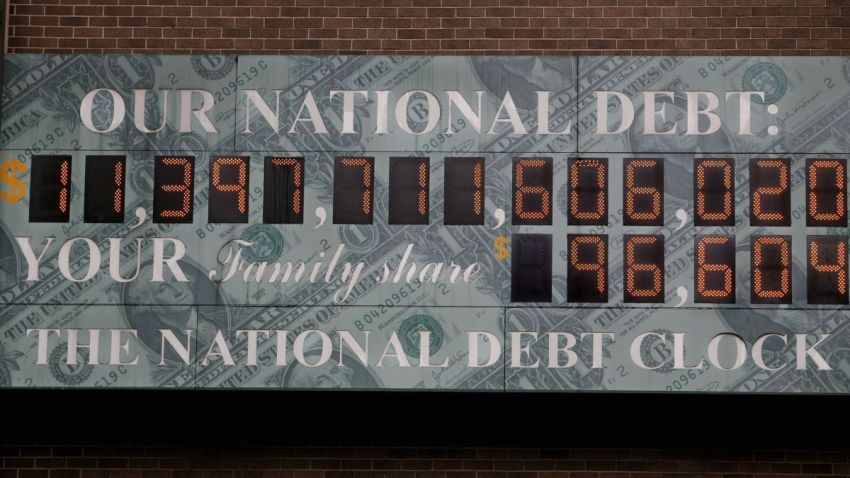 OUR NATIONAL DEBT:
$11,397,711,606,020
YOUR Family share $96,604
THE NATIONAL DEBT CLOCK